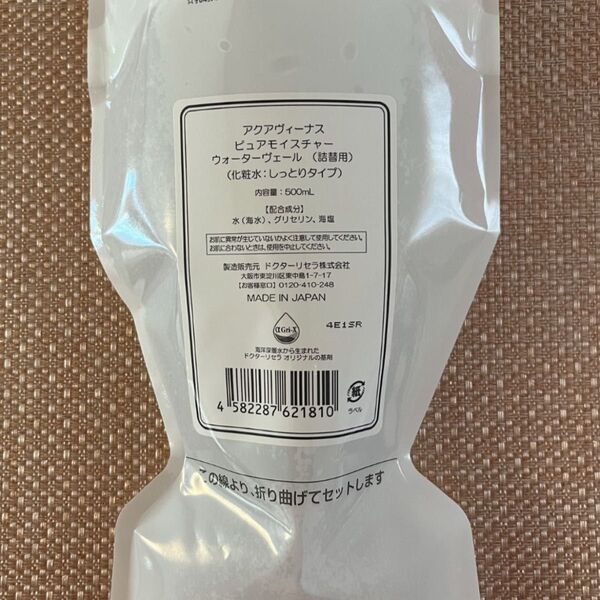 アクアヴィーナス
ピュアモイスチャー
ウォーターヴェール （詰替用）
（化粧水：しっとりタイプ）
内容量：500mL
【配合成分】
水（海水）、グリセリン、海塩
お肌に異常が生じていないかよく注意して使用してください。
お肌に合わないときは、使用を中止してください。
製造販売元 ドクターリセラ株式会社
大阪市東淀川区東中島1-7-17
【お客様窓口】0120-410-248
MADE IN JAPAN
4E1SR
αGri-X
海洋深層水から生まれた
ドクターリセラ オリジナルの基剤
4 582287 621810
紙
ラベル
この線より、折り曲げてセットします